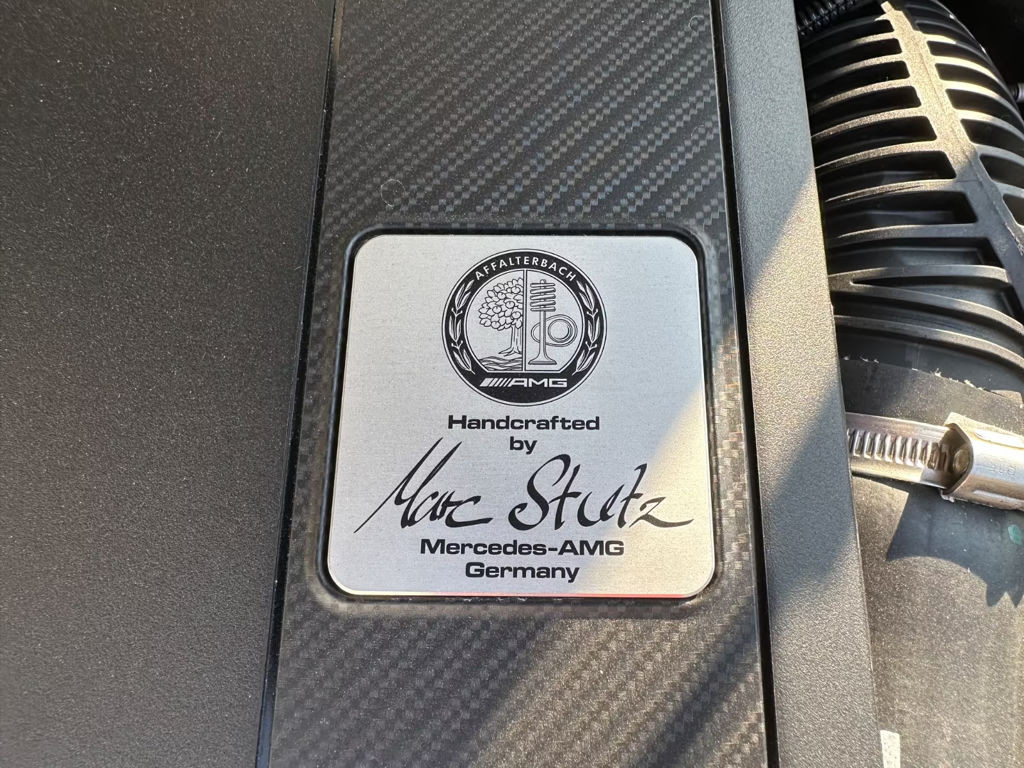 AFFALTERBACH
AMG
Handcrafted
by
Marc Stutz
Mercedes-AMG
Germany